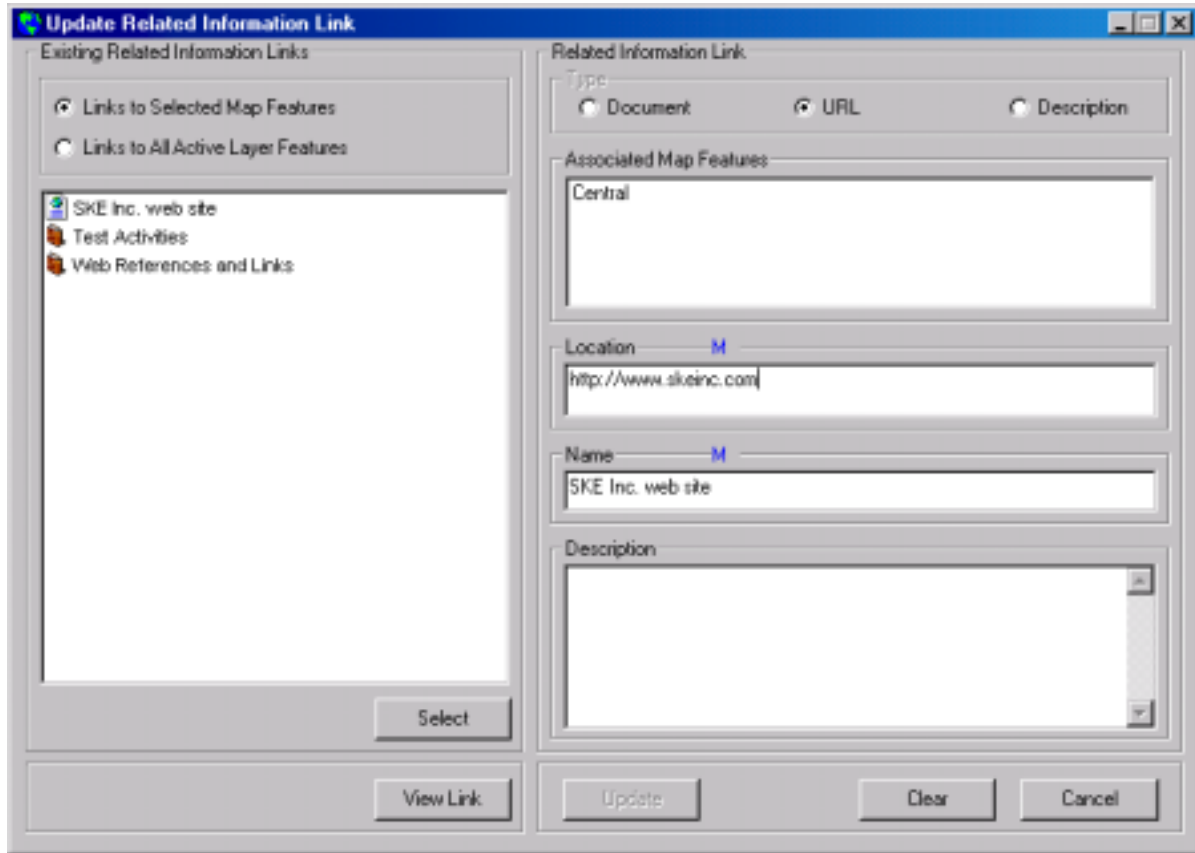 Update Related Information Link
Existing Related Information Links
Links to Selected Map Features
Links to All Active Layer Features
SKE Inc. web site
Test Activities
Web References and Links
Select
View Link
Related Information Link
Type
Document
URL
Description
Associated Map Features
Central
Location M
http://www.skeinc.com
Name M
SKE Inc. web site
Description
Update
Clear
Cancel